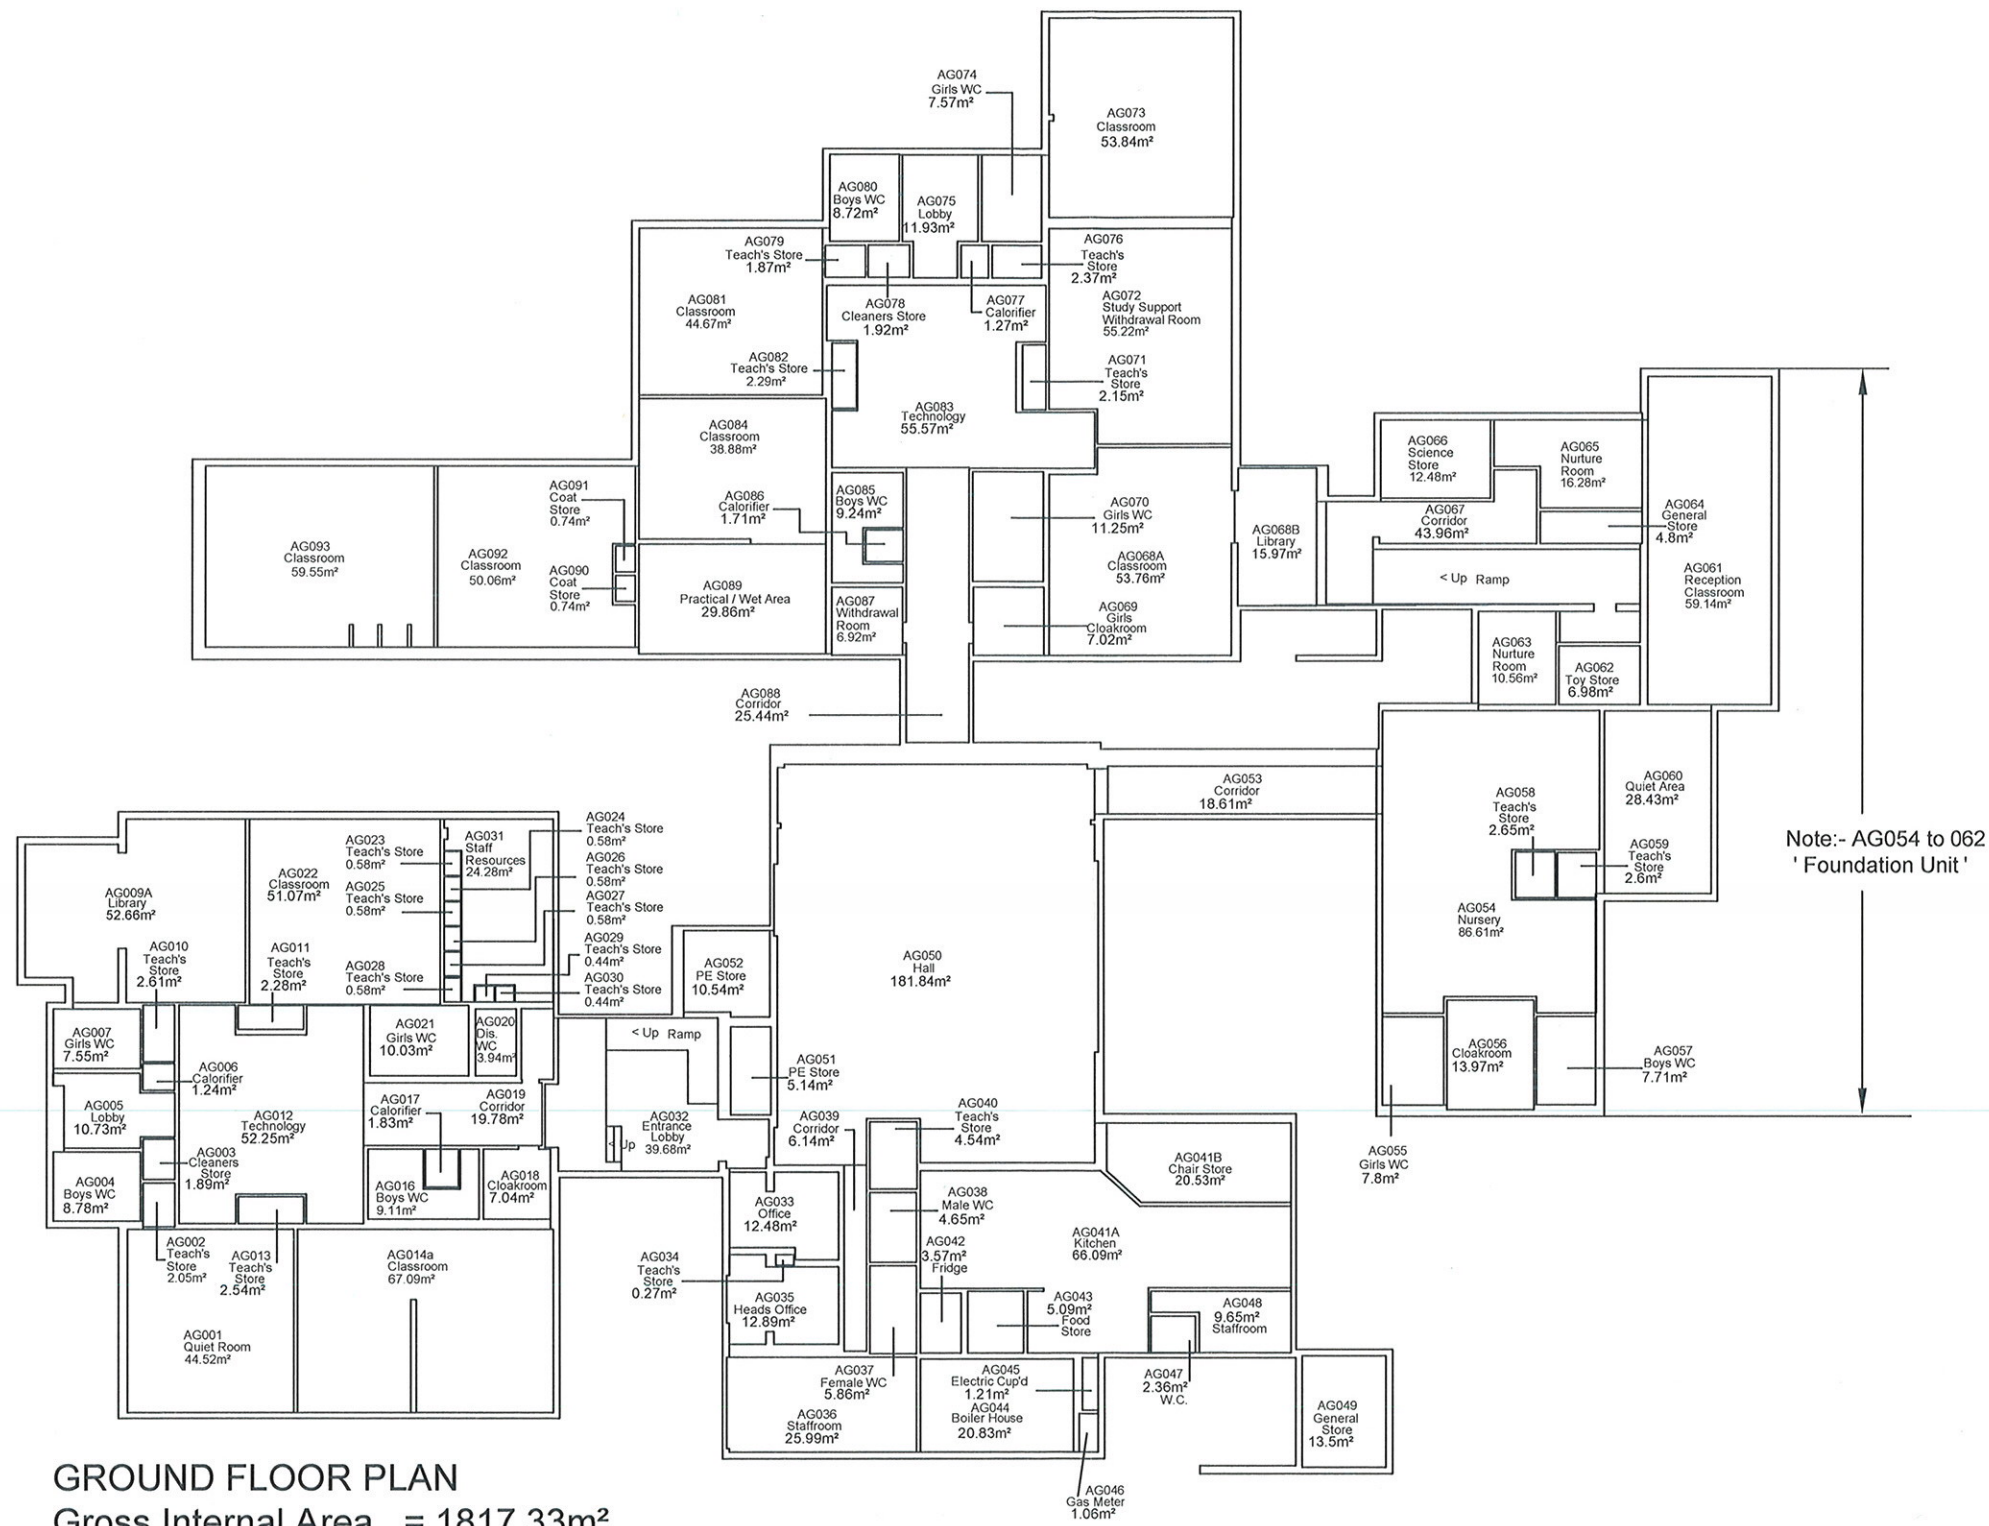 AG074
Girls WC
7.57m²
AG073
Classroom
53.84m²
AG080
Boys WC
8.72m²
AG075
Lobby
11.93m²
AG079
Teach's Store
1.87m²
AG076
Teach's
Store
2.37m²
AG081
Classroom
44.67m²
AG078
Cleaners Store
1.92m²
AG077
Calorifier
1.27m²
AG072
Study Support
Withdrawal Room
55.22m²
AG082
Teach's Store
2.29m²
AG071
Teach's
Store
2.15m²
AG083
Technology
55.57m²
AG084
Classroom
38.88m²
AG066
Science
Store
12.48m²
AG065
Nurture
Room
16.28m²
AG091
Coat
Store
0.74m²
AG086
Calorifier
1.71m²
AG085
Boys WC
9.24m²
AG070
Girls WC
11.25m²
AG068B
Library
15.97m²
AG067
Corridor
43.96m²
AG064
General
Store
4.8m²
AG093
Classroom
59.55m²
AG092
Classroom
50.06m²
AG090
Coat
Store
0.74m²
AG089
Practical / Wet Area
29.86m²
AG087
Withdrawal
Room
6.92m²
AG068A
Classroom
53.76m²
AG069
Girls
Cloakroom
7.02m²
< Up Ramp
AG061
Reception
Classroom
59.14m²
AG063
Nurture
Room
10.56m²
AG062
Toy Store
6.98m²
AG088
Corridor
25.44m²
AG053
Corridor
18.61m²
AG058
Teach's
Store
2.65m²
AG060
Quiet Area
28.43m²
AG059
Teach's
Store
2.6m²
Note:- AG054 to 062
' Foundation Unit '
AG024
Teach's Store
0.58m²
AG023
Teach's Store
0.58m²
AG031
Staff
Resources
24.28m²
AG026
Teach's Store
0.58m²
AG009A
Library
52.66m²
AG022
Classroom
51.07m²
AG025
Teach's Store
0.58m²
AG027
Teach's Store
0.58m²
AG054
Nursery
86.61m²
AG010
Teach's
Store
2.61m²
AG011
Teach's
Store
2.28m²
AG028
Teach's Store
0.58m²
AG029
Teach's Store
0.44m²
AG030
Teach's Store
0.44m²
AG052
PE Store
10.54m²
AG050
Hall
181.84m²
AG007
Girls WC
7.55m²
AG021
Girls WC
10.03m²
AG020
Dis.
WC
3.94m²
< Up Ramp
AG006
Calorifier
1.24m²
AG051
PE Store
5.14m²
AG056
Cloakroom
13.97m²
AG057
Boys WC
7.71m²
AG005
Lobby
10.73m²
AG012
Technology
52.25m²
AG017
Calorifier
1.83m²
AG019
Corridor
19.78m²
AG032
Entrance
Lobby
39.68m²
< Up
AG039
Corridor
6.14m²
AG040
Teach's
Store
4.54m²
AG003
Cleaners
Store
1.89m²
AG004
Boys WC
8.78m²
AG016
Boys WC
9.11m²
AG018
Cloakroom
7.04m²
AG041B
Chair Store
20.53m²
AG055
Girls WC
7.8m²
AG033
Office
12.48m²
AG038
Male WC
4.65m²
AG002
Teach's
Store
2.05m²
AG013
Teach's
Store
2.54m²
AG014a
Classroom
67.09m²
AG034
Teach's
Store
0.27m²
AG042
3.57m²
Fridge
AG041A
Kitchen
66.09m²
AG035
Heads Office
12.89m²
AG043
5.09m²
Food
Store
AG048
9.65m²
Staffroom
AG001
Quiet Room
44.52m²
AG037
Female WC
5.86m²
AG045
Electric Cup'd
1.21m²
AG047
2.36m²
W.C.
AG036
Staffroom
25.99m²
AG044
Boiler House
20.83m²
AG049
General
Store
13.5m²
AG046
Gas Meter
1.06m²
GROUND FLOOR PLAN
Gross Internal Area = 1817.33m²